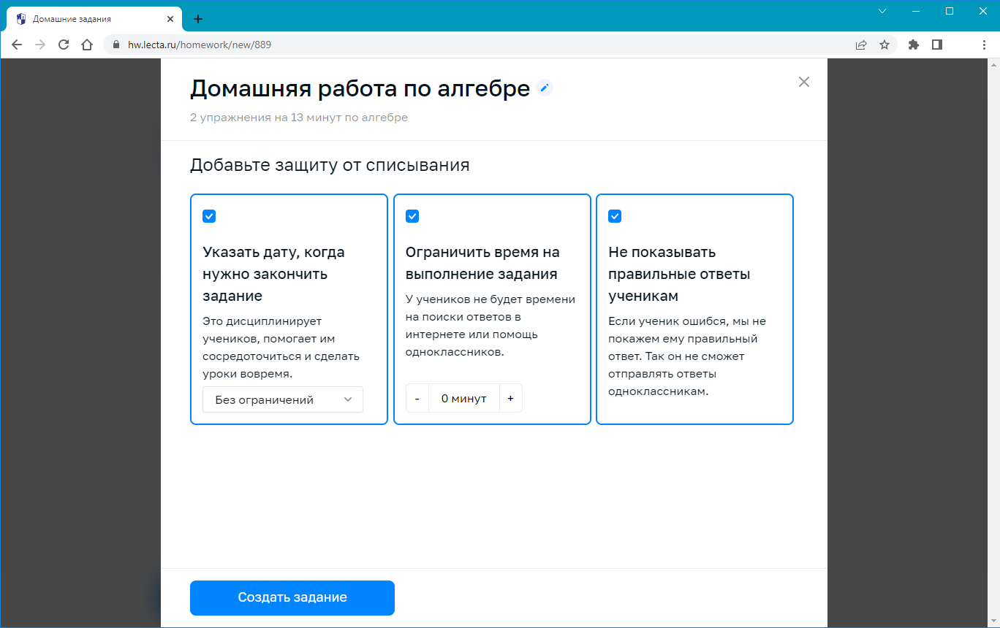 Домашние задания
hw.lecta.ru/homework/new/889
Домашняя работа по алгебре
2 упражнения на 13 минут по алгебре
Добавьте защиту от списывания
Указать дату, когда
нужно закончить
задание
Это дисциплинирует
учеников, помогает им
сосредоточиться и сделать
уроки вовремя.
Без ограничений
Ограничить время на
выполнение задания
У учеников не будет времени
на поиски ответов в
интернете или помощь
одноклассников.
- 0 минут +
Не показывать
правильные ответы
ученикам
Если ученик ошибся, мы не
покажем ему правильный
ответ. Так он не сможет
отправлять ответы
одноклассникам.
Создать задание